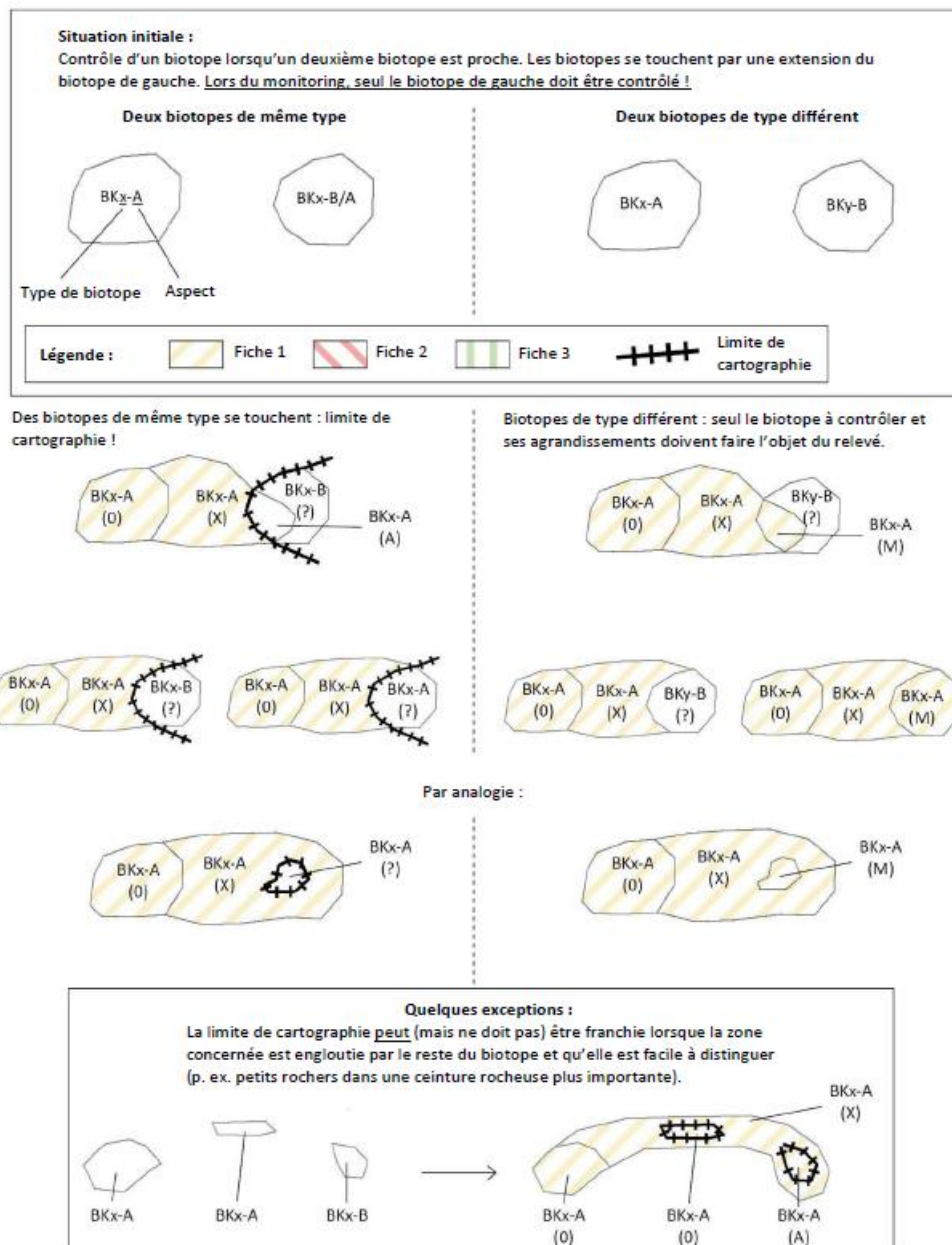 Situation initiale :
Contrôle d'un biotope lorsqu'un deuxième biotope est proche. Les biotopes se touchent par une extension du
biotope de gauche. Lors du monitoring, seul le biotope de gauche doit être contrôlé !
Deux biotopes de même type
Deux biotopes de type différent
BKx-A
BKx-B/A
BKx-A
BKy-B
Type de biotope
Aspect
Légende :
Fiche 1
Fiche 2
Fiche 3
Limite de
cartographie
Des biotopes de même type se touchent : limite de
cartographie !
Biotopes de type différent : seul le biotope à contrôler et
ses agrandissements doivent faire l'objet du relevé.
BKx-A
(0)
BKx-A
(X)
BKx-B
(?)
BKx-A
(A)
BKx-A
(0)
BKx-A
(X)
BKy-B
(?)
BKx-A
(M)
BKx-A
(0)
BKx-A
(X)
BKx-B
(?)
BKx-A
(0)
BKx-A
(X)
BKx-A
(?)
BKx-A
(0)
BKx-A
(X)
BKy-B
(?)
BKx-A
(0)
BKx-A
(X)
BKx-A
(M)
Par analogie :
BKx-A
(0)
BKx-A
(X)
BKx-A
(?)
BKx-A
(0)
BKx-A
(X)
BKx-A
(M)
Quelques exceptions :
La limite de cartographie peut (mais ne doit pas) être franchie lorsque la zone
concernée est engloutie par le reste du biotope et qu'elle est facile à distinguer
(p. ex. petits rochers dans une ceinture rocheuse plus importante).
BKx-A
(X)
BKx-A
BKx-A
BKx-B
BKx-A
(0)
BKx-A
(0)
BKx-A
(A)